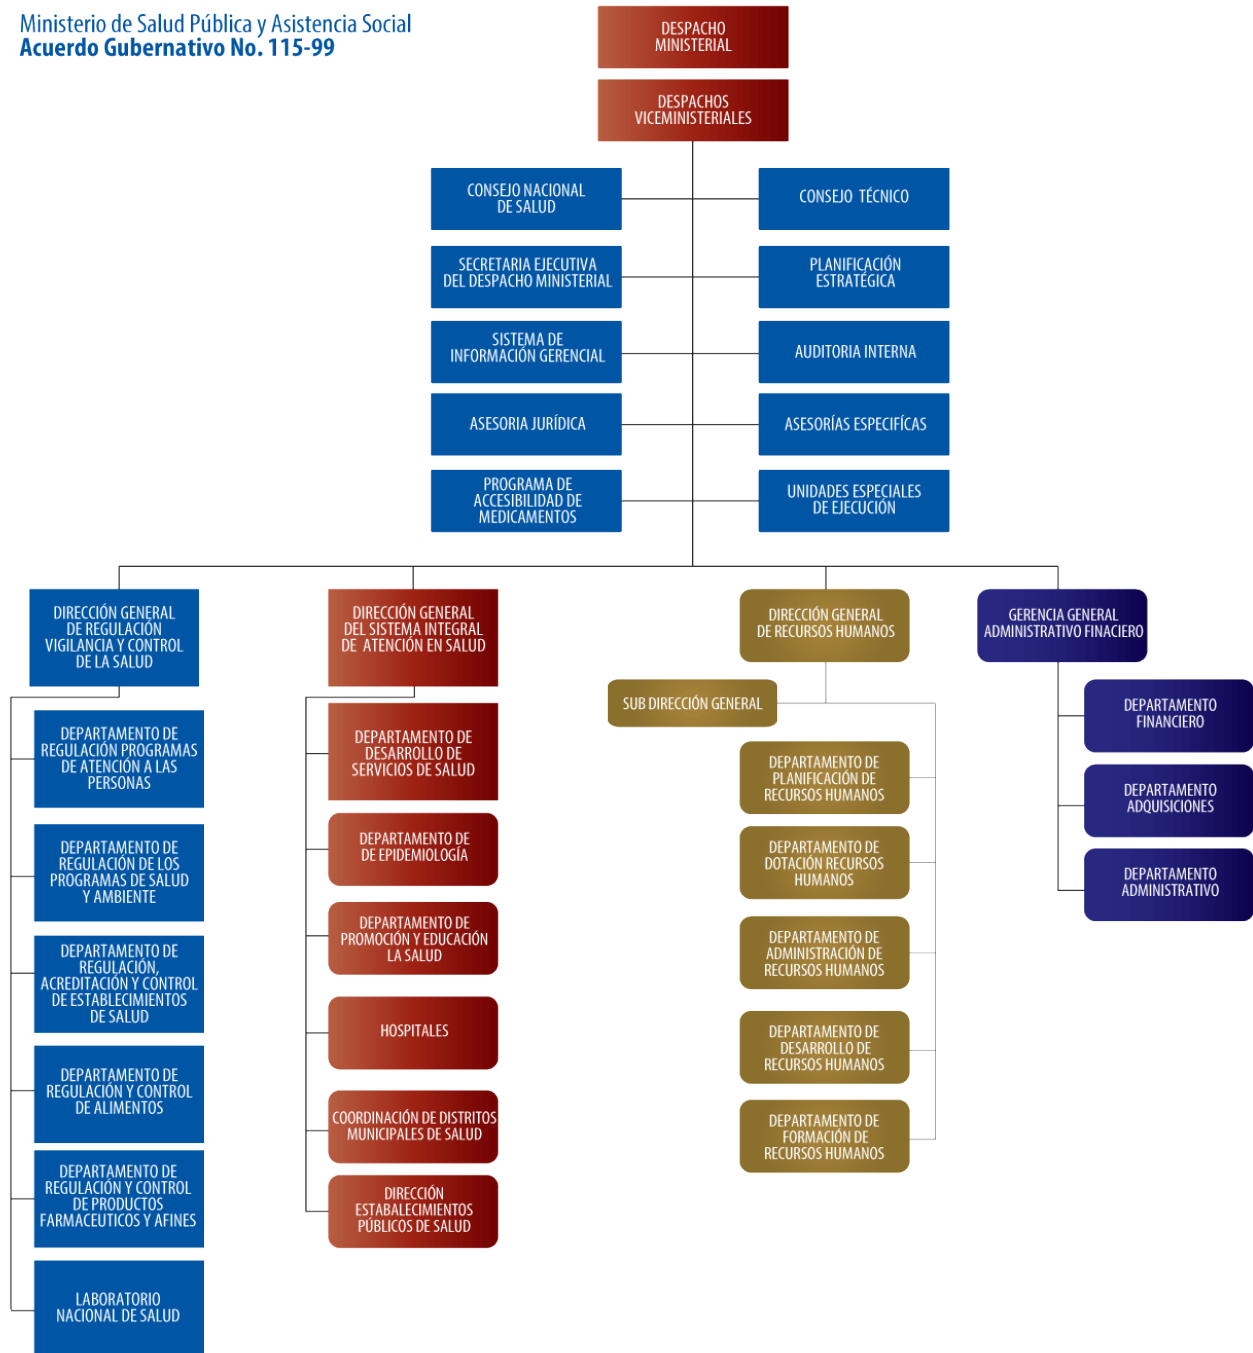 Ministerio de Salud Pública y Asistencia Social
Acuerdo Gubernativo No. 115-99
DESPACHO
MINISTERIAL
DESPACHOS
VICEMINISTERIALES
CONSEJO NACIONAL
DE SALUD
CONSEJO TÉCNICO
SECRETARIA EJECUTIVA
DEL DESPACHO MINISTERIAL
PLANIFICACIÓN
ESTRATÉGICA
SISTEMA DE
INFORMACIÓN GERENCIAL
AUDITORIA INTERNA
ASESORIA JURÍDICA
ASESORÍAS ESPECIFÍCAS
PROGRAMA DE
ACCESIBILIDAD DE
MEDICAMENTOS
UNIDADES ESPECIALES
DE EJECUCIÓN
DIRECCIÓN GENERAL
DE REGULACIÓN
VIGILANCIA Y CONTROL
DE LA SALUD
DEPARTAMENTO DE
REGULACIÓN PROGRAMAS
DE ATENCIÓN A LAS
PERSONAS
DEPARTAMENTO DE
REGULACIÓN DE LOS
PROGRAMAS DE SALUD
Y AMBIENTE
DEPARTAMENTO DE
REGULACIÓN,
ACREDITACIÓN Y CONTROL
DE ESTABLECIMIENTOS
DE SALUD
DEPARTAMENTO DE
REGULACIÓN Y CONTROL
DE ALIMENTOS
DEPARTAMENTO DE
REGULACIÓN Y CONTROL
DE PRODUCTOS
FARMACEUTICOS Y AFINES
LABORATORIO
NACIONAL DE SALUD
DIRECCIÓN GENERAL
DEL SISTEMA INTEGRAL
DE ATENCIÓN EN SALUD
DEPARTAMENTO DE
DESARROLLO DE
SERVICIOS DE SALUD
DEPARTAMENTO DE
DE EPIDEMIOLOGÍA
DEPARTAMENTO DE
PROMOCIÓN Y EDUCACIÓN
LA SALUD
HOSPITALES
COORDINACIÓN DE DISTRITOS
MUNICIPALES DE SALUD
DIRECCIÓN
ESTABALECIMIENTOS
PÚBLICOS DE SALUD
DIRECCIÓN GENERAL
DE RECURSOS HUMANOS
SUB DIRECCIÓN GENERAL
DEPARTAMENTO DE
PLANIFICACIÓN DE
RECURSOS HUMANOS
DEPARTAMENTO DE
DOTACIÓN RECURSOS
HUMANOS
DEPARTAMENTO DE
ADMINISTRACIÓN DE
RECURSOS HUMANOS
DEPARTAMENTO DE
DESARROLLO DE
RECURSOS HUMANOS
DEPARTAMENTO DE
FORMACIÓN DE
RECURSOS HUMANOS
GERENCIA GENERAL
ADMINISTRATIVO FINACIERO
DEPARTAMENTO
FINANCIERO
DEPARTAMENTO
ADQUISICIONES
DEPARTAMENTO
ADMINISTRATIVO